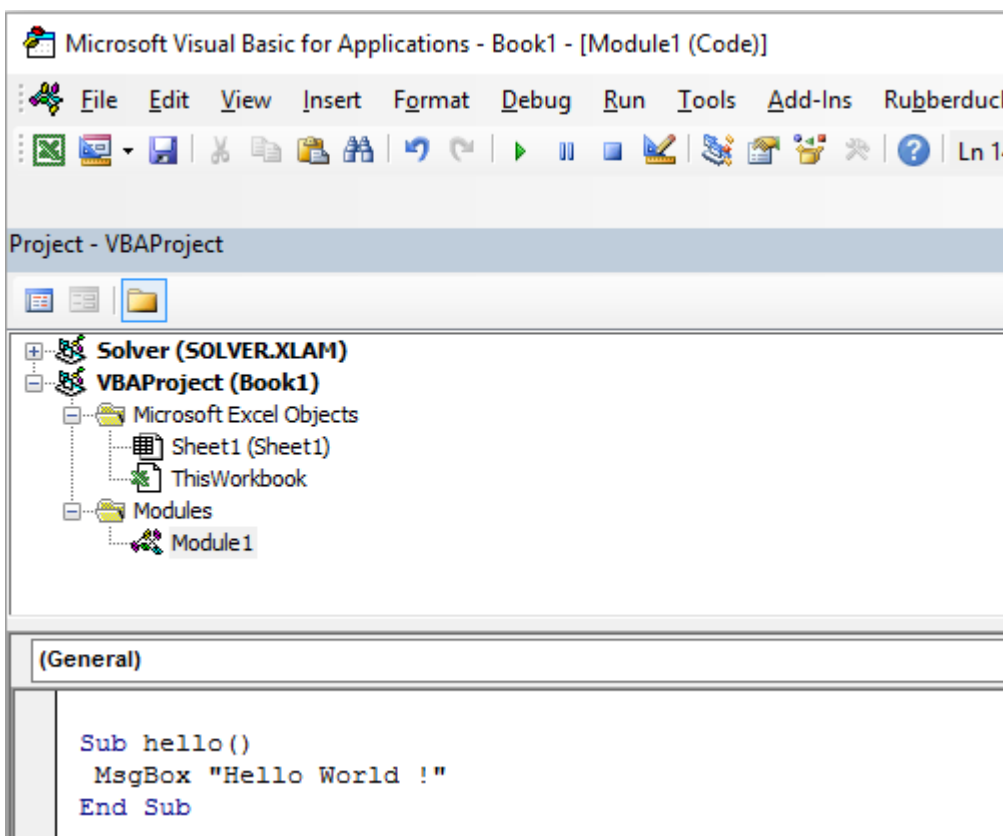 Microsoft Visual Basic for Applications - Book1 - [Module1 (Code)]
File Edit View Insert Format Debug Run Tools Add-Ins
Ln
Project - VBAProject
Solver (SOLVER.XLAM)
VBAProject (Book1)
Microsoft Excel Objects
Sheet1 (Sheet1)
ThisWorkbook
Modules
Module1
(General)
Sub hello()
MsgBox "Hello World !"
End Sub